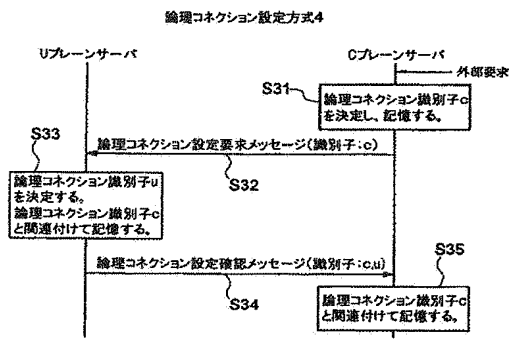 論理コネクション設定方式4
Uプレーンサーバ
Cプレーンサーバ
外部要求
S31
論理コネクション識別子c
を決定し、記憶する。
S33
論理コネクション設定要求メッセージ(識別子;c)
S32
論理コネクション識別子u
を決定する。
論理コネクション識別子c
と関連付けて記憶する。
論理コネクション設定確認メッセージ(識別子;c,u)
S34
S35
論理コネクション識別子c
と関連付けて記憶する。